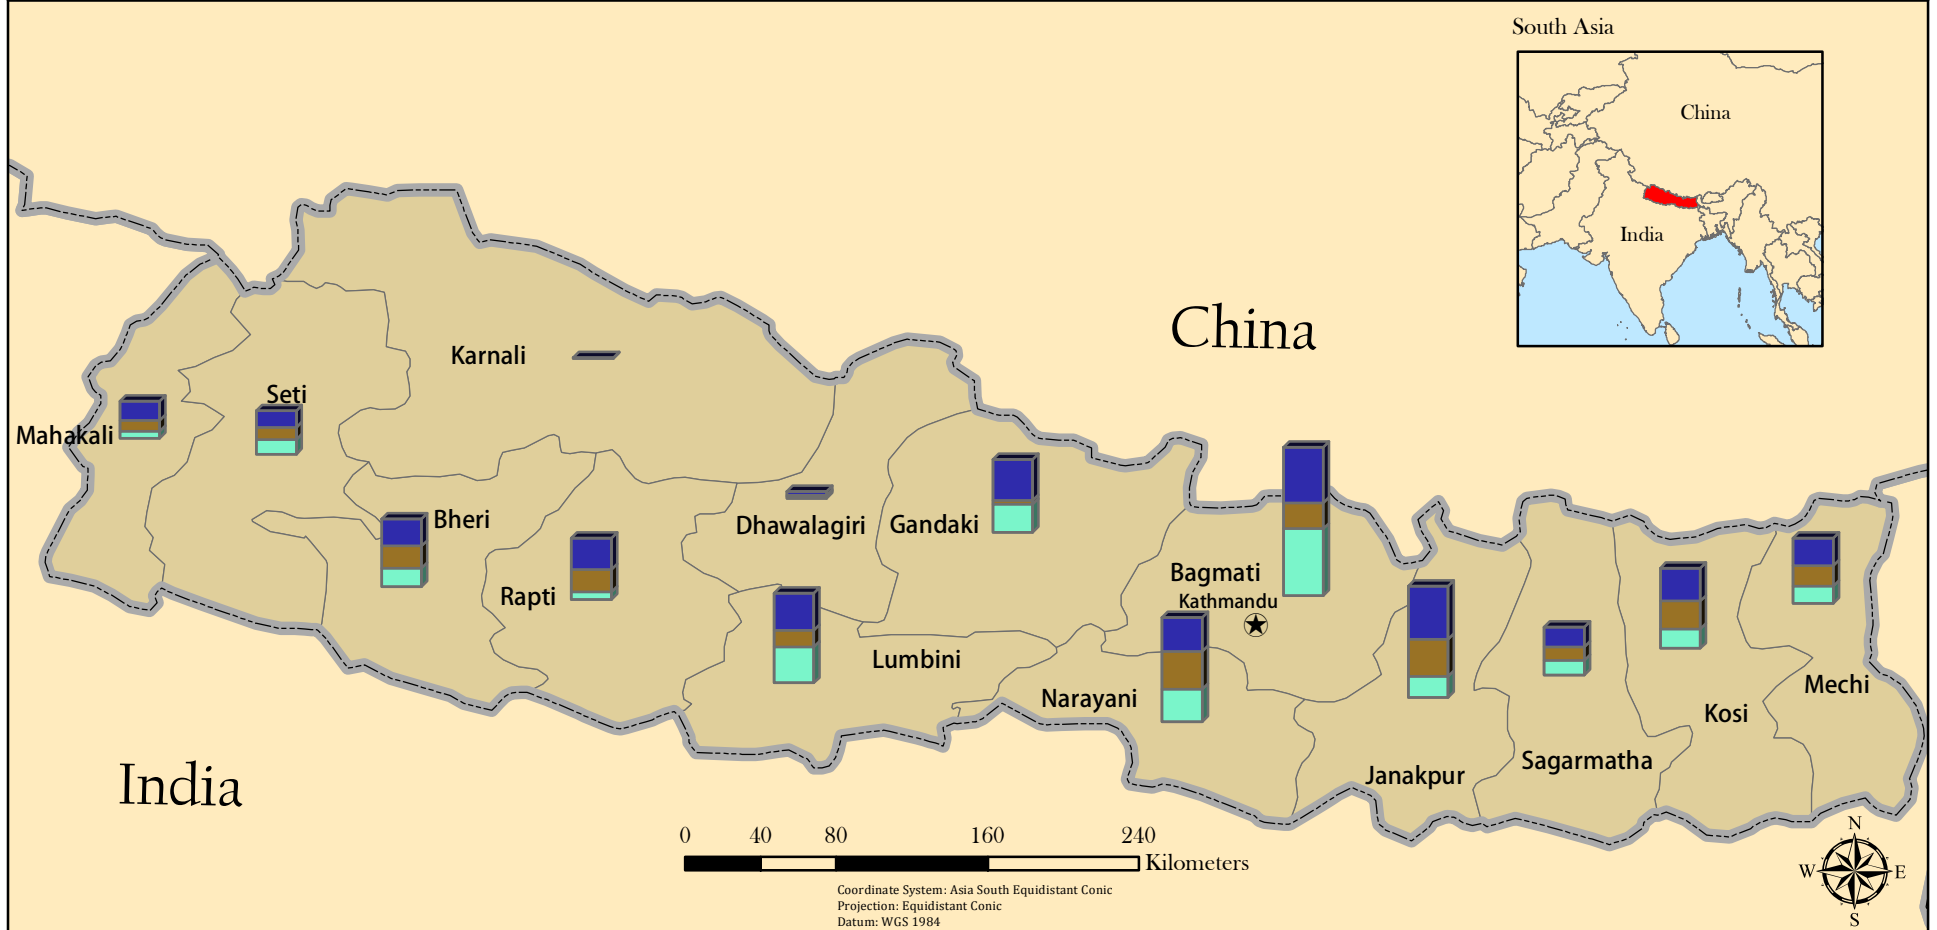 South Asia
China
India
China
Karnali
Seti
Mahakali
Bheri
Dhawalagiri
Gandaki
Rapti
Bagmati
Kathmandu
Lumbini
Narayani
Mechi
Kosi
Sagarmatha
Janakpur
India
0 40 80 160 240
Kilometers
N
W E
S
Coordinate System: Asia South Equidistant Conic
Projection: Equidistant Conic
Datum: WGS 1984